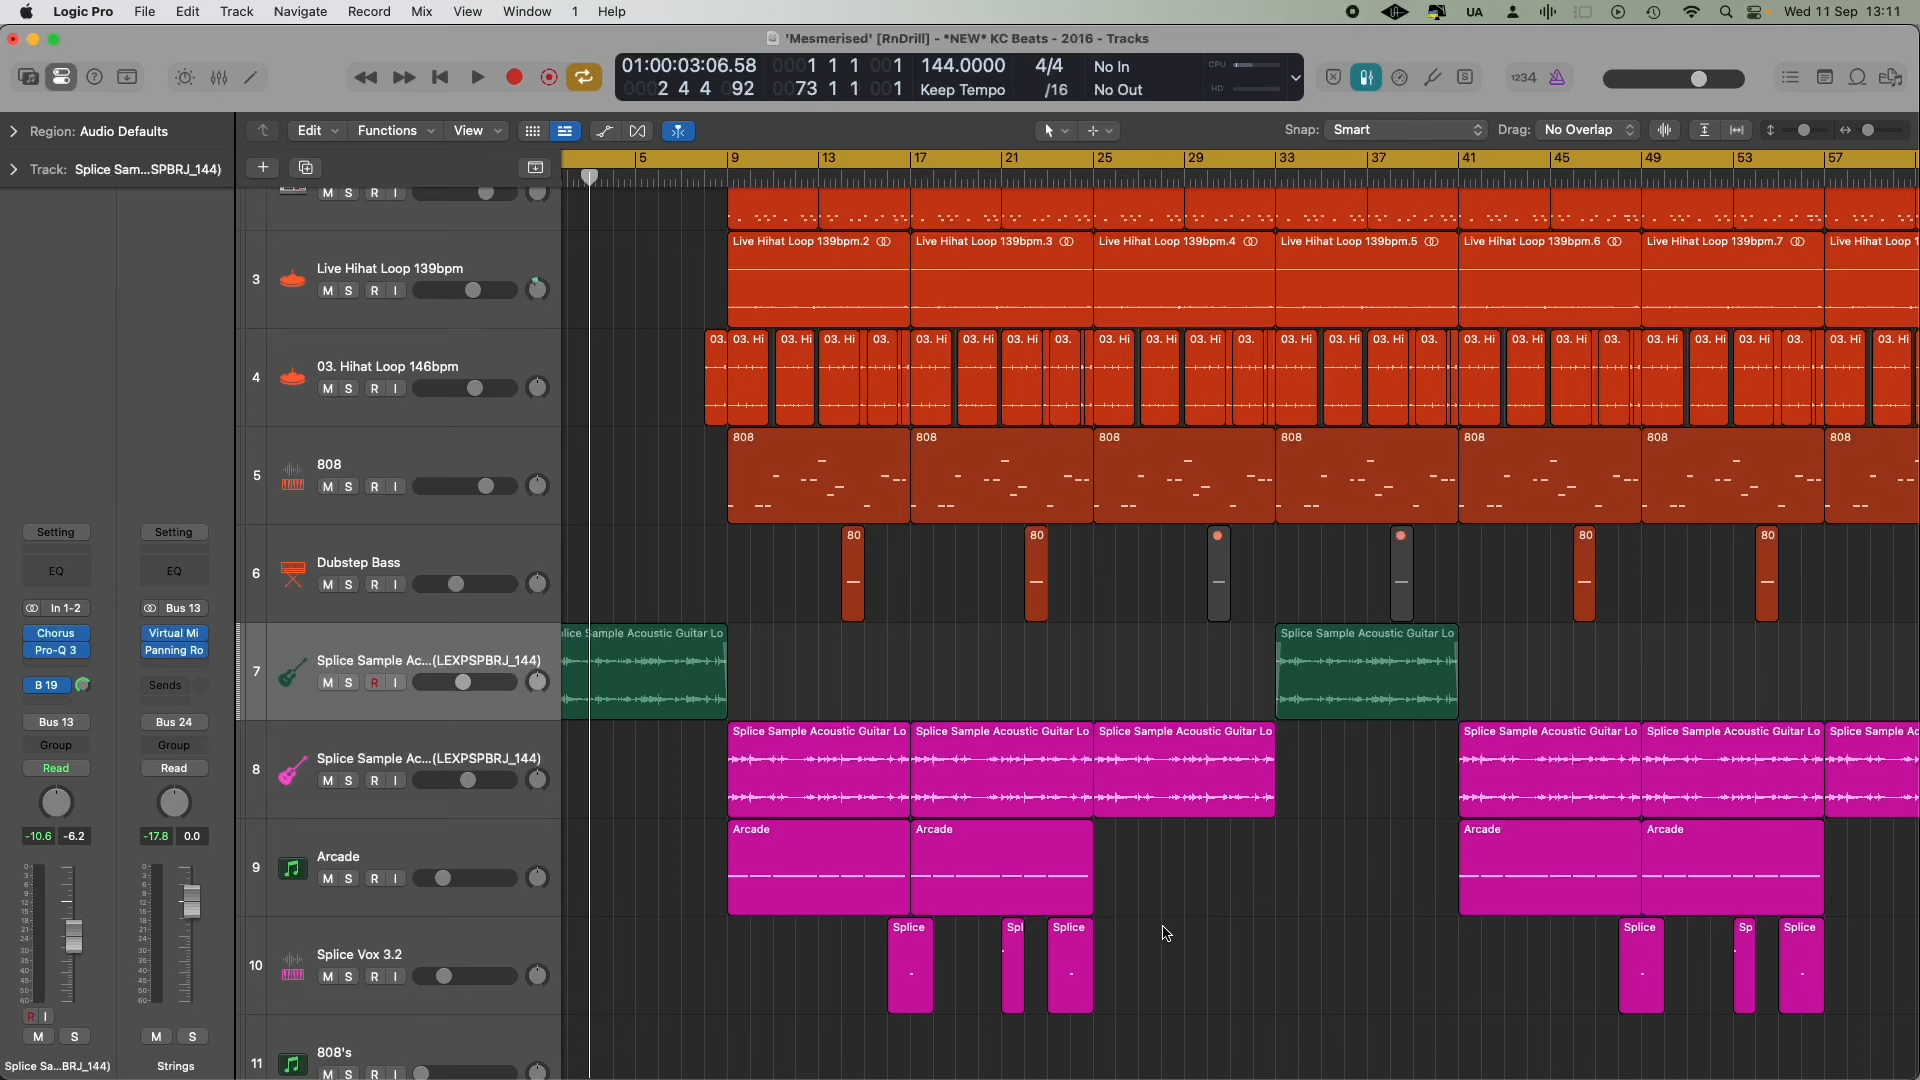 Logic Pro File Edit Track Navigate Record Mix View Window 1 Help UA Wed 11 Sep 13:11
'Mesmerised' [RnDrill] - *NEW* KC Beats - 2016 - Tracks
01:00:03:06.58 0001 1 1 001 144.0000 4/4 No In CPU
0002 4 4 092 0073 1 1 001 Keep Tempo /16 No Out HD
1234
Region: Audio Defaults
Edit Functions View Snap: Smart Drag: No Overlap
Track: Splice Sam...SPBRJ_144)
5 9 13 17 21 25 29 33 37 41 45 49 53 57
M S R I
Live Hihat Loop 139bpm.2 Live Hihat Loop 139bpm.3 Live Hihat Loop 139bpm.4 Live Hihat Loop 139bpm.5 Live Hihat Loop 139bpm.6 Live Hihat Loop 139bpm.7 Live Hihat Loop 1
3 Live Hihat Loop 139bpm
M S R I
03. 03. Hi 03. Hi 03. Hi 03. 03. Hi 03. Hi 03. Hi 03. 03. Hi 03. Hi 03. Hi 03. 03. Hi 03. Hi 03. Hi 03. 03. Hi 03. Hi 03. Hi 03. 03. Hi 03. Hi 03. Hi 03. 03. Hi 03. Hi
4 03. Hihat Loop 146bpm
M S R I
808 808 808 808 808 808 808
5 808
M S R I
80 80 80 80
6 Dubstep Bass
M S R I
plice Sample Acoustic Guitar Lo Splice Sample Acoustic Guitar Lo
7 Splice Sample Ac...(LEXPSPBRJ_144)
M S R I
Splice Sample Acoustic Guitar Lo Splice Sample Acoustic Guitar Lo Splice Sample Acoustic Guitar Lo Splice Sample Acoustic Guitar Lo Splice Sample Acoustic Guitar Lo Splice Sample Ac
8 Splice Sample Ac...(LEXPSPBRJ_144)
M S R I
Arcade Arcade Arcade Arcade
9 Arcade
M S R I
Splice Spl Splice Splice Sp Splice
10 Splice Vox 3.2
M S R I
11 808's
M S R I
Setting Setting
EQ EQ
In 1-2 Bus 13
Chorus Virtual Mi
Pro-Q 3 Panning Ro
B 19 Sends
Bus 13 Bus 24
Group Group
Read Read
-10.6 -6.2 -17.8 0.0
R I
M S M S
Splice Sa...BRJ_144) Strings